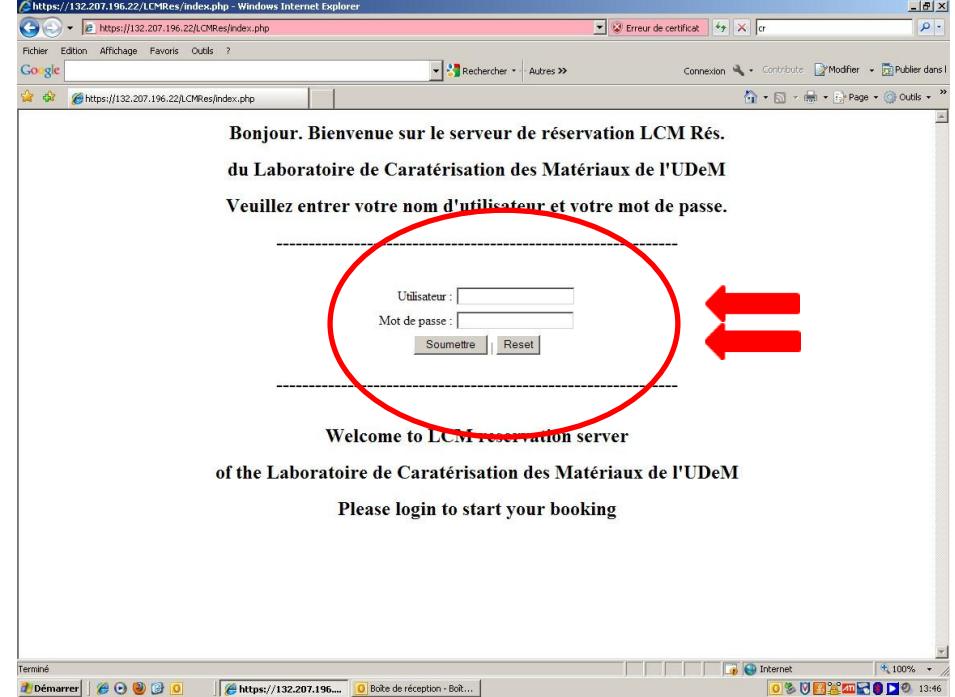 https://132.207.196.22/LCMRes/index.php - Windows Internet Explorer
https://132.207.196.22/LCMRes/index.php Erreur de certificat cr
Fichier Edition Affichage Favoris Outils ?
Google Rechercher Autres >> Connexion Contribute Modifier Publier dans l
https://132.207.196.22/LCMRes/index.php Page Outils »
Bonjour. Bienvenue sur le serveur de réservation LCM Rés.
du Laboratoire de Caratérisation des Matériaux de l'UDeM
Veuillez entrer votre nom d'utilisateur et votre mot de passe.
--------------------------------------------------------------
Utilisateur :
Mot de passe :
Soumettre | Reset
--------------------------------------------------------------
Welcome to LCM reservation server
of the Laboratoire de Caratérisation des Matériaux de l'UDeM
Please login to start your booking
Terminé Internet 100%
Démarrer https://132.207.196.... Boîte de réception - Boît... 13:46